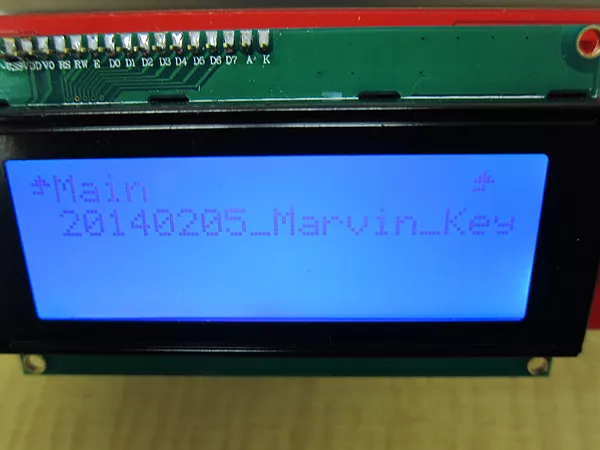 VSS VDD VO RS RW E D0 D1 D2 D3 D4 D5 D6 D7 A K
Main
20140205_Marvin_Key